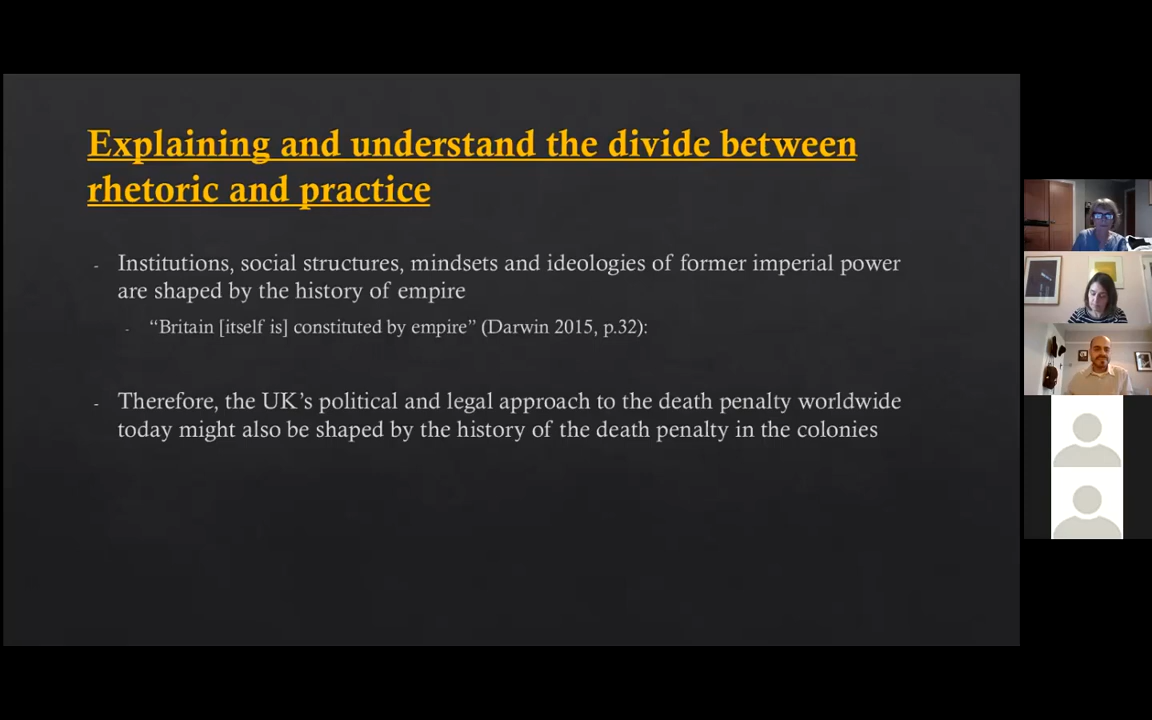 Explaining and understand the divide between
rhetoric and practice
- Institutions, social structures, mindsets and ideologies of former imperial power
are shaped by the history of empire
- “Britain [itself is] constituted by empire” (Darwin 2015, p.32):
- Therefore, the UK’s political and legal approach to the death penalty worldwide
today might also be shaped by the history of the death penalty in the colonies